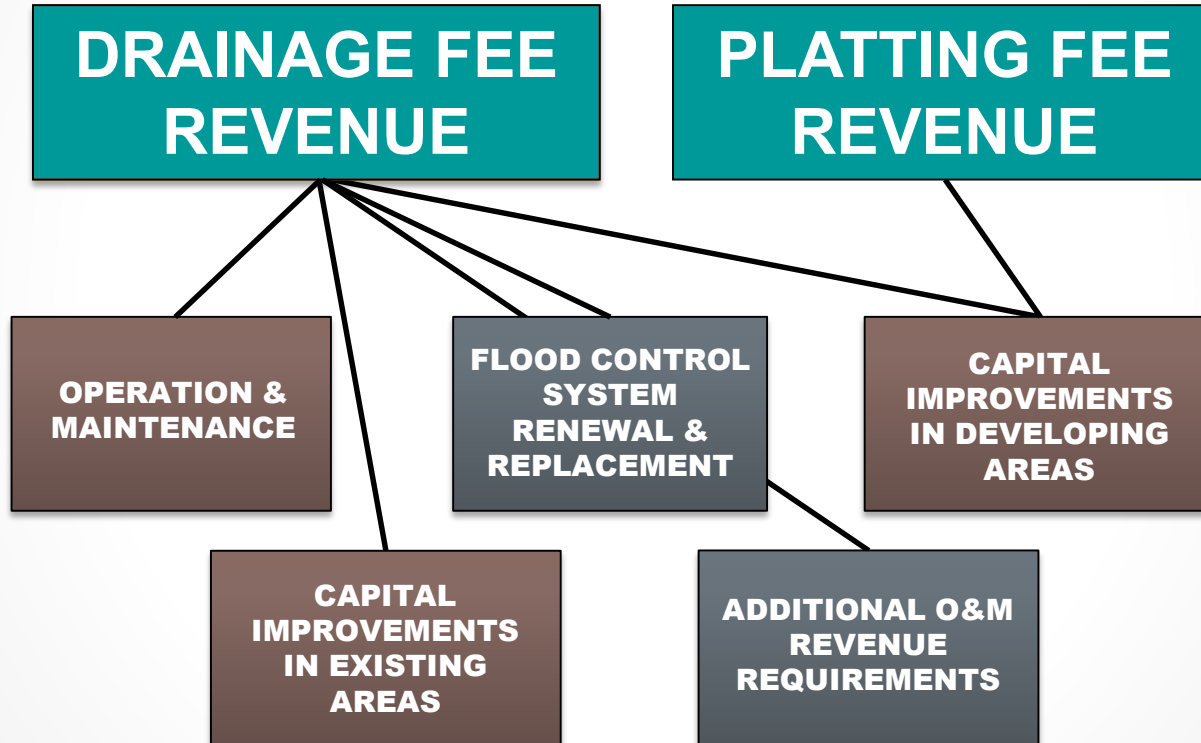 DRAINAGE FEE
REVENUE
PLATTING FEE
REVENUE
OPERATION &
MAINTENANCE
FLOOD CONTROL
SYSTEM
RENEWAL &
REPLACEMENT
CAPITAL
IMPROVEMENTS
IN DEVELOPING
AREAS
CAPITAL
IMPROVEMENTS
IN EXISTING
AREAS
ADDITIONAL O&M
REVENUE
REQUIREMENTS